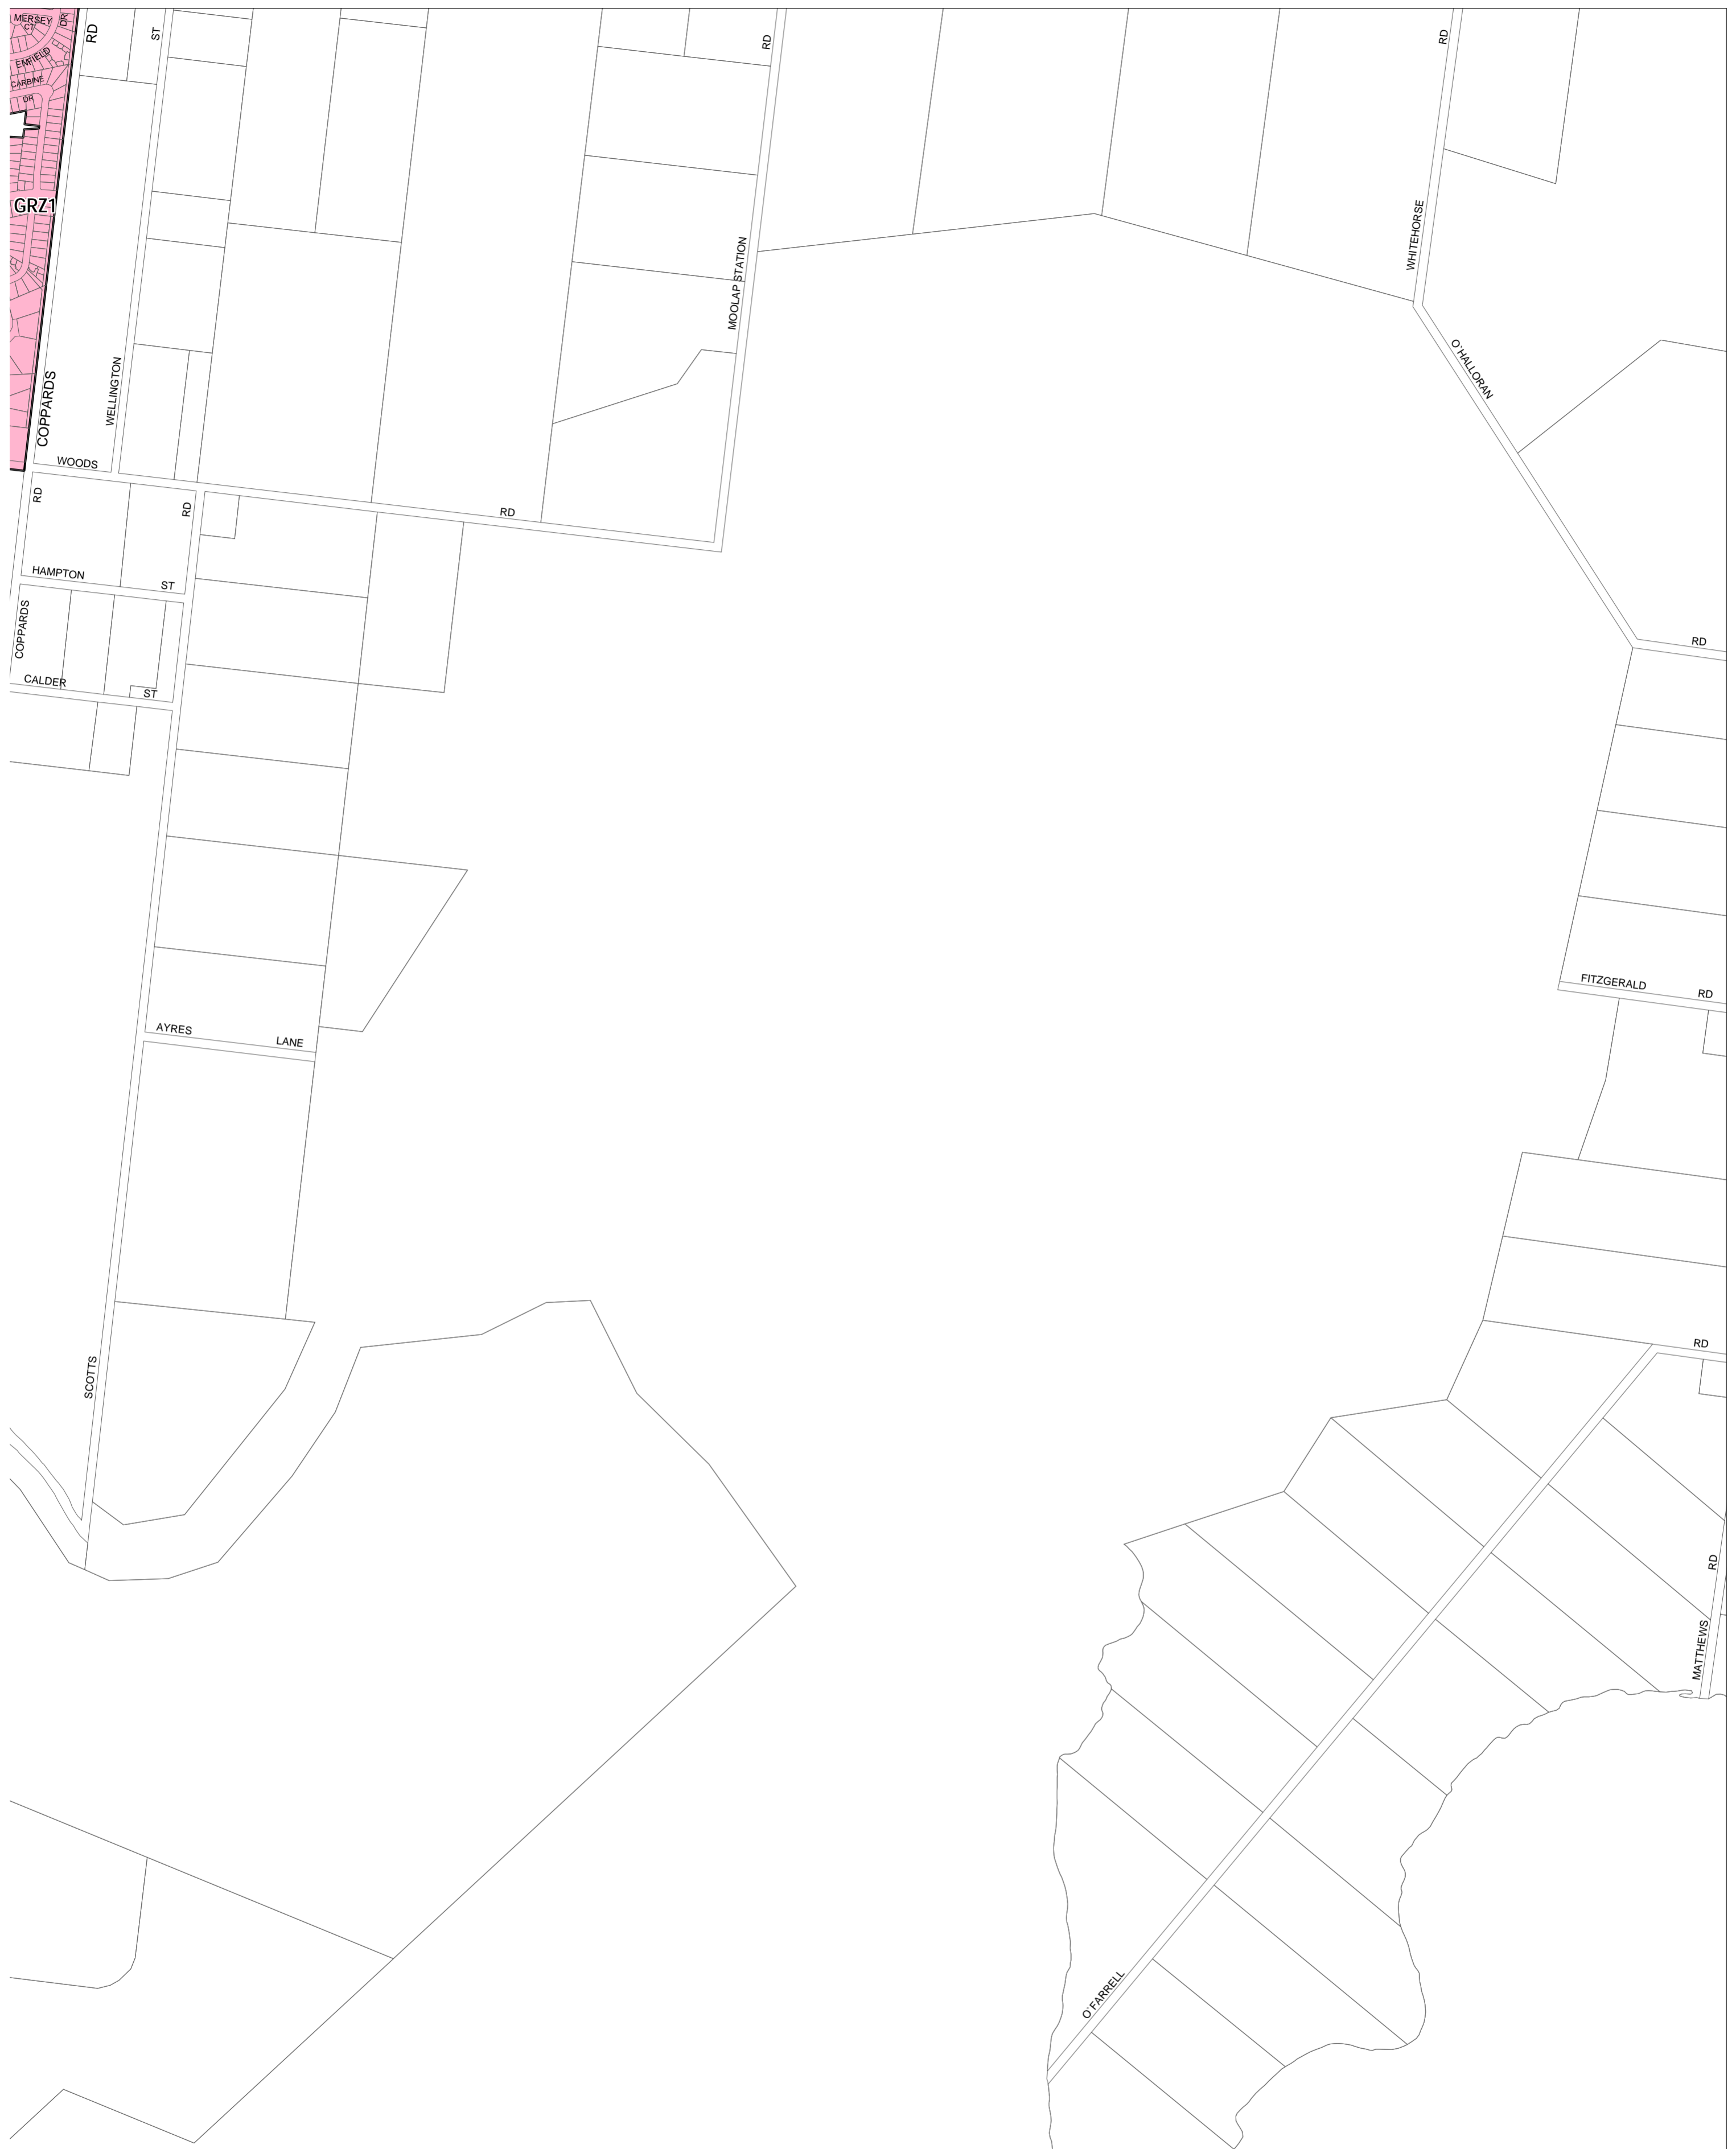 MERSEY
CT
DR
RD
ST
RD
RD
ENFIELD
CARBINE
DR
GRZ1
WHITEHORSE
MOOLAP STATION
O'HALLORAN
WELLINGTON
COPPARDS
WOODS
RD
RD
RD
HAMPTON
ST
COPPARDS
RD
CALDER
ST
FITZGERALD
RD
AYRES
LANE
RD
SCOTTS
RD
MATTHEWS
O'FARRELL